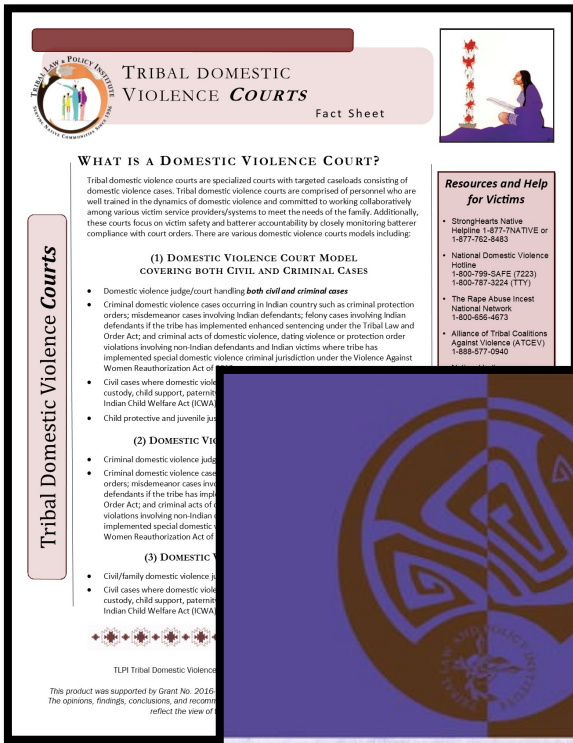 TRIBAL LAW & POLICY INSTITUTE
SERVING NATIVE COMMUNITIES SINCE 1996
TRIBAL DOMESTIC
VIOLENCE COURTS
Fact Sheet
WHAT IS A DOMESTIC VIOLENCE COURT?
Tribal domestic violence courts are specialized courts with targeted caseloads consisting of
domestic violence cases. Tribal domestic violence courts are comprised of personnel who are
well trained in the dynamics of domestic violence and committed to working collaboratively
among various victim service providers/systems to meet the needs of the family. Additionally,
these courts focus on victim safety and batterer accountability by closely monitoring batterer
compliance with court orders. There are various domestic violence courts models including:
(1) DOMESTIC VIOLENCE COURT MODEL
COVERING BOTH CIVIL AND CRIMINAL CASES
• Domestic violence judge/court handling both civil and criminal cases
• Criminal domestic violence cases occurring in Indian country such as criminal protection
orders; misdemeanor cases involving Indian defendants; felony cases involving Indian
defendants if the tribe has implemented enhanced sentencing under the Tribal Law and
Order Act; and criminal acts of domestic violence, dating violence or protection order
violations involving non-Indian defendants and Indian victims where tribe has
implemented special domestic violence criminal jurisdiction under the Violence Against
Women Reauthorization Act of
• Civil cases where domestic viole
custody, child support, paternit
Indian Child Welfare Act (ICWA)
• Child protective and juvenile jus
(2) DOMESTIC VIO
• Criminal domestic violence judg
• Criminal domestic violence case
orders; misdemeanor cases invo
defendants if the tribe has impl
Order Act; and criminal acts of d
violations involving non-Indian d
implemented special domestic v
Women Reauthorization Act of
(3) DOMESTIC V
• Civil/family domestic violence ju
• Civil cases where domestic viole
custody, child support, paternit
Indian Child Welfare Act (ICWA)
TLPI Tribal Domestic Violence
This product was supported by Grant No. 2016-
The opinions, findings, conclusions, and recomm
reflect the view of t
Tribal Domestic Violence Courts
Resources and Help
for Victims
• StrongHearts Native
Helpline 1-877-7NATIVE or
1-877-762-8483
• National Domestic Violence
Hotline
1-800-799-SAFE (7223)
1-800-787-3224 (TTY)
• The Rape Abuse Incest
National Network
1-800-656-4673
• Alliance of Tribal Coalitions
Against Violence (ATCEV)
1-888-577-0940
TRIBAL LAW AND POLICY INSTITUTE